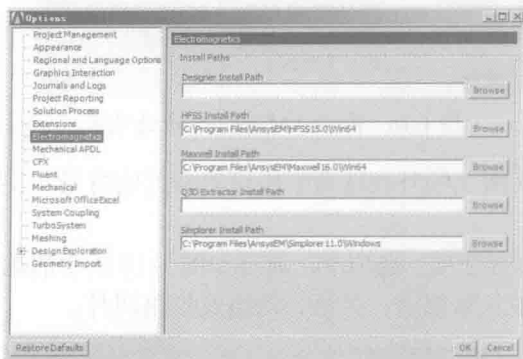 Options
Project Management
Appearance
Regional and Language Options
Graphics Interaction
Journals and Logs
Project Reporting
Solution Process
Extensions
Electromagnetics
Mechanical APDL
CFX
Fluent
Mechanical
Microsoft OfficeExcel
System Coupling
TurboSystem
Meshing
Design Exploration
Geometry Import
Electromagnetics
Install Paths
Designer Install Path
Browse
HFSS Install Path
C:\Program Files\AnsysEM\HFSS15.0\Win64
Browse
Maxwell Install Path
C:\Program Files\AnsysEM\Maxwell16.0\Win64
Browse
Q3D Extractor Install Path
Browse
Simplorer Install Path
C:\Program Files\AnsysEM\Simplorer11.0\Windows
Browse
Restore Defaults
OK
Cancel